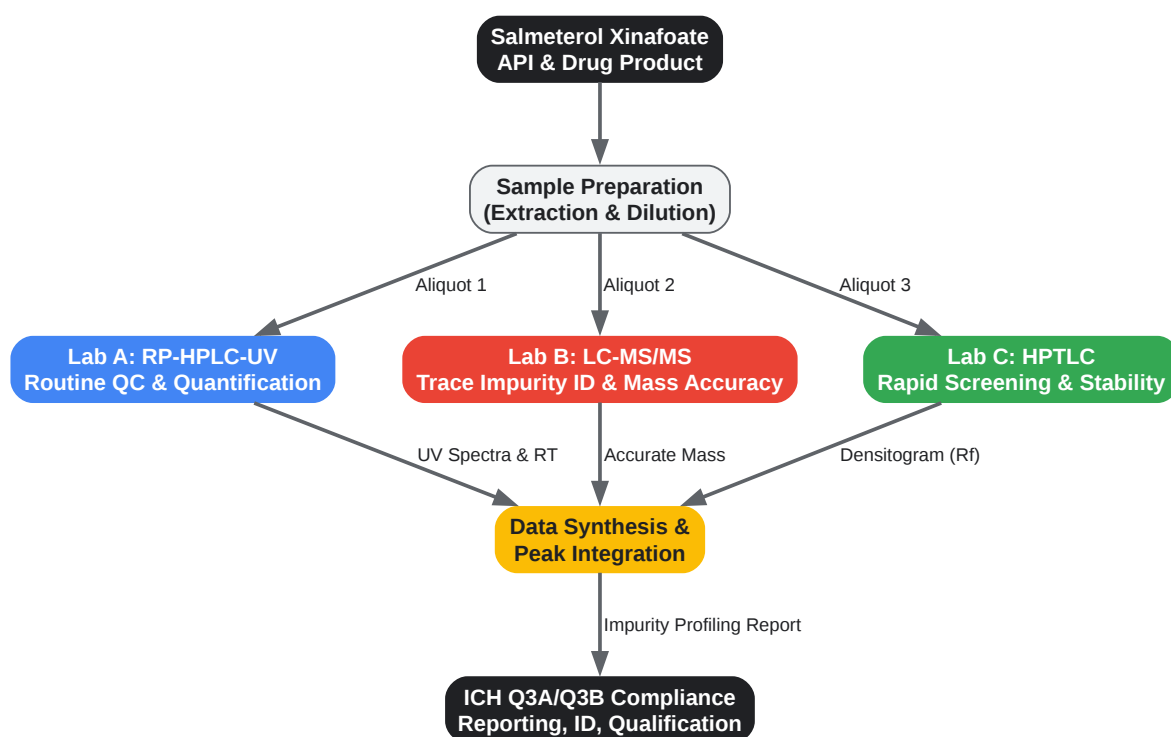 Salmeterol Xinafoate
API & Drug Product
Sample Preparation
(Extraction & Dilution)
Aliquot 1
Aliquot 2
Aliquot 3
Lab A: RP-HPLC-UV
Routine QC & Quantification
Lab B: LC-MS/MS
Trace Impurity ID & Mass Accuracy
Lab C: HPTLC
Rapid Screening & Stability
UV Spectra & RT
Accurate Mass
Densitogram (Rf)
Data Synthesis &
Peak Integration
Impurity Profiling Report
ICH Q3A/Q3B Compliance
Reporting, ID, Qualification